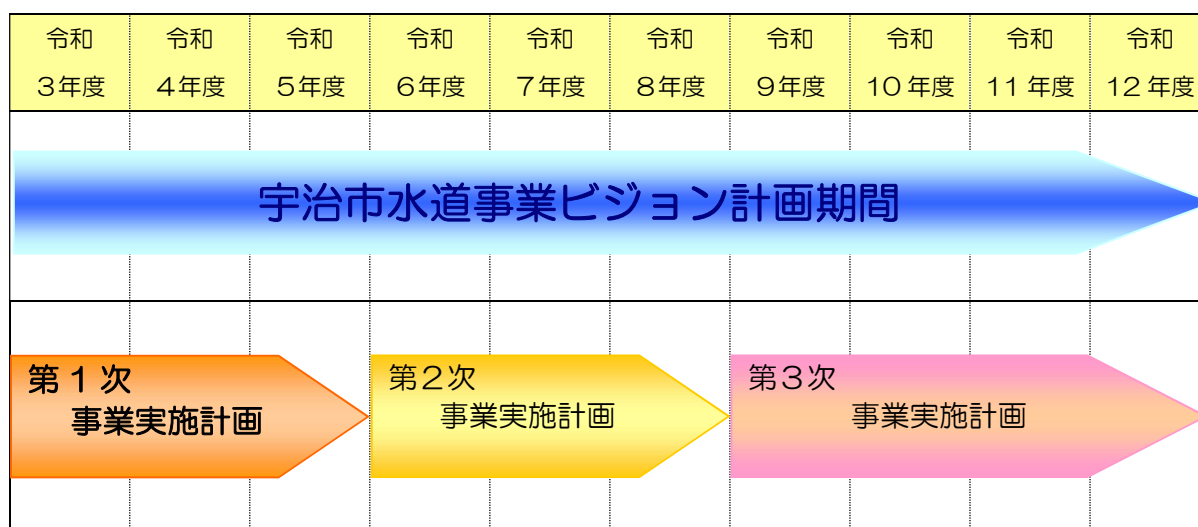 令和 令和 令和 令和 令和 令和 令和 令和 令和 令和
3年度 4年度 5年度 6年度 7年度 8年度 9年度 10年度 11年度 12年度
宇治市水道事業ビジョン計画期間
第1次
事業実施計画
第2次
事業実施計画
第3次
事業実施計画